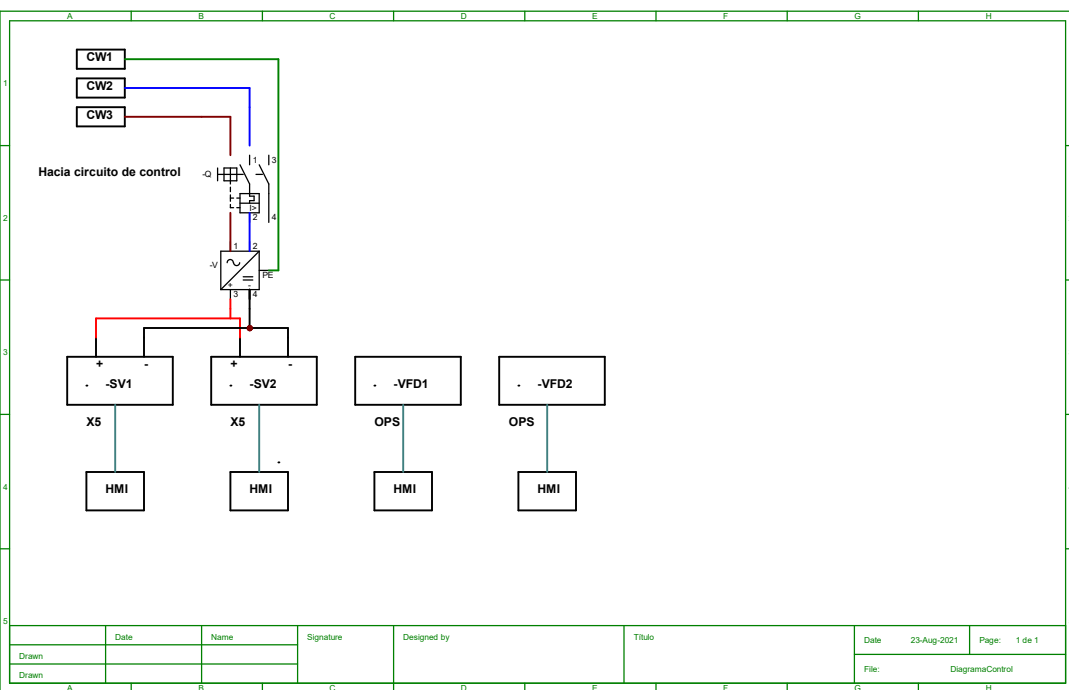 A B C D E F G H
1
CW1
CW2
CW3
Hacia circuito de control
-Q
1 3
I>
2 4
2
1 2
-V
PE
+ -
3 4
3
+ - + -
-SV1 -SV2 -VFD1 -VFD2
X5 X5 OPS OPS
4
HMI HMI HMI HMI
5
Date Name Signature Designed by Título Date 23-Aug-2021 Page: 1 de 1
Drawn
File: DiagramaControl
Drawn
A B C D E F G H